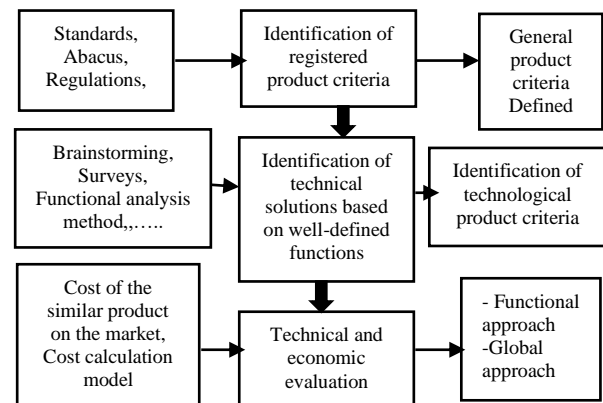 Standards,
Abacus,
Regulations,
Identification of
registered
product criteria
General
product
criteria
Defined
Brainstorming,
Surveys,
Functional analysis
method,,…..
Identification of
technical
solutions based
on well-defined
functions
Identification of
technological
product criteria
Cost of the
similar product
on the market,
Cost calculation
model
Technical and
economic
evaluation
- Functional
approach
-Global
approach